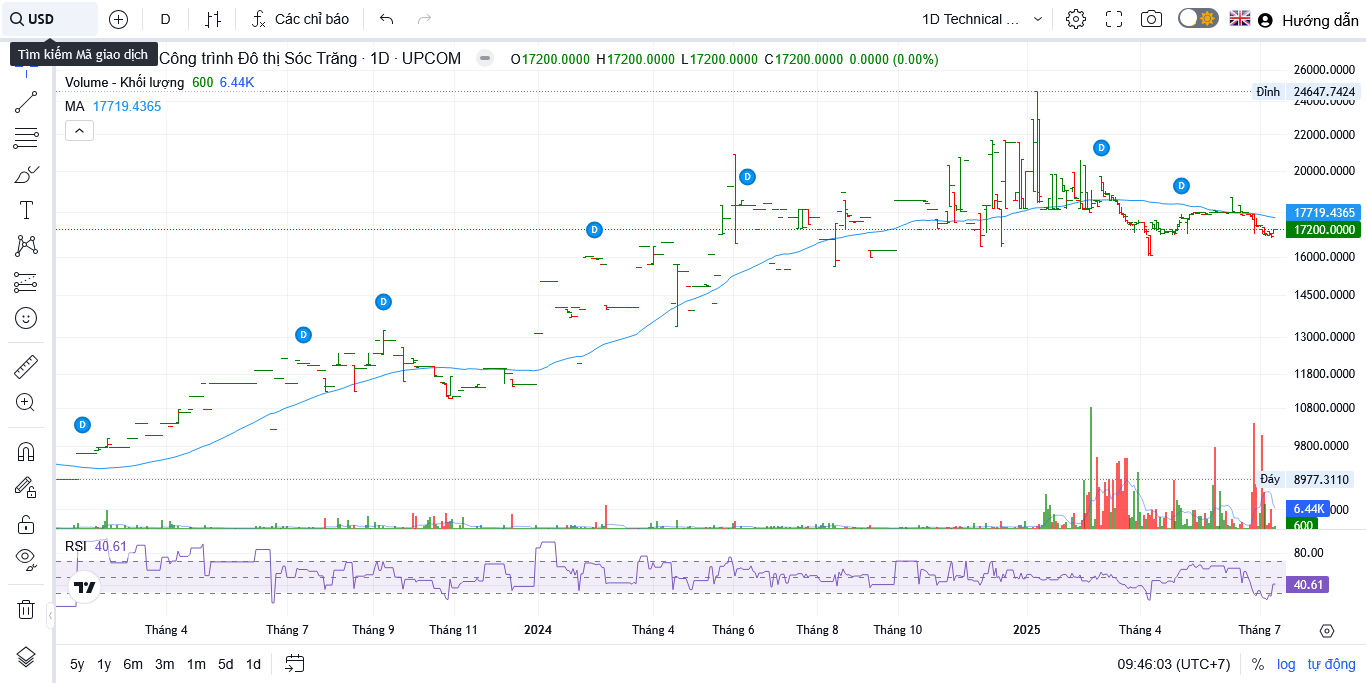 USD
D
Các chỉ báo
1D Technical ...
Hướng dẫn
Tìm kiếm Mã giao dịch
Công trình Đô thị Sóc Trăng · 1D · UPCOM
O17200.0000 H17200.0000 L17200.0000 C17200.0000 0.0000 (0.00%)
Volume - Khối lượng 600 6.44K
MA 17719.4365
26000.0000
Đỉnh 24647.7424
24000.0000
22000.0000
20000.0000
17719.4365
17200.0000
16000.0000
14500.0000
13000.0000
11800.0000
10800.0000
9800.0000
Đáy 8977.3110
6.44K
600
D
D
D
D
D
D
D
RSI 40.61
80.00
40.61
Tháng 4
Tháng 7
Tháng 9
Tháng 11
2024
Tháng 4
Tháng 6
Tháng 8
Tháng 10
2025
Tháng 4
Tháng 7
5y 1y 6m 3m 1m 5d 1d
09:46:03 (UTC+7)
%
log
tự động